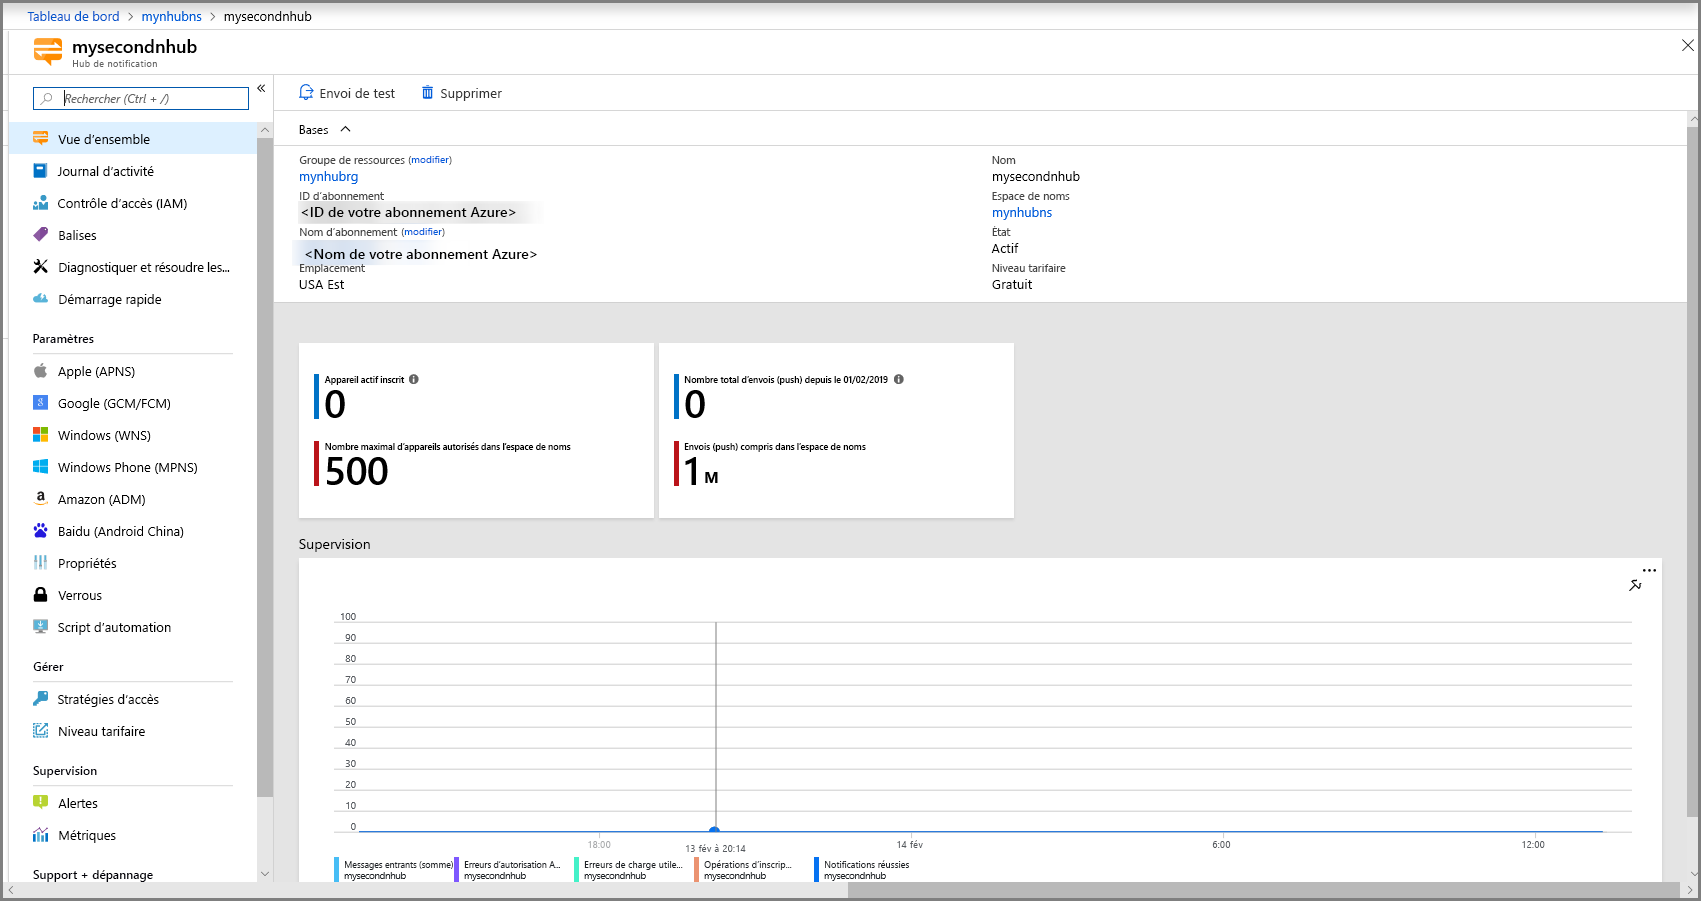 Tableau de bord > mynhubns > mysecondnhub
mysecondnhub
Hub de notification
Rechercher (Ctrl + /)
«
Vue d'ensemble
Journal d'activité
Contrôle d'accès (IAM)
Balises
Diagnostiquer et résoudre les...
Démarrage rapide
Paramètres
Apple (APNS)
Google (GCM/FCM)
Windows (WNS)
Windows Phone (MPNS)
Amazon (ADM)
Baidu (Android China)
Propriétés
Verrous
Script d'automation
Gérer
Stratégies d'accès
Niveau tarifaire
Supervision
Alertes
Métriques
Support + dépannage
Envoi de test
Supprimer
Bases
Groupe de ressources (modifier)
mynhubrg
ID d'abonnement
<ID de votre abonnement Azure>
Nom d'abonnement (modifier)
<Nom de votre abonnement Azure>
Emplacement
USA Est
Nom
mysecondnhub
Espace de noms
mynhubns
État
Actif
Niveau tarifaire
Gratuit
Appareil actif inscrit
0
Nombre maximal d'appareils autorisés dans l'espace de noms
500
Nombre total d'envois (push) depuis le 01/02/2019
0
Envois (push) compris dans l'espace de noms
1 M
Supervision
100
90
80
70
60
50
40
30
20
10
0
18:00
13 fév à 20:14
14 fév
6:00
12:00
Messages entrants (somme)
mysecondnhub
Erreurs d'autorisation A...
mysecondnhub
Erreurs de charge utile...
mysecondnhub
Opérations d'inscrip...
mysecondnhub
Notifications réussies
mysecondnhub